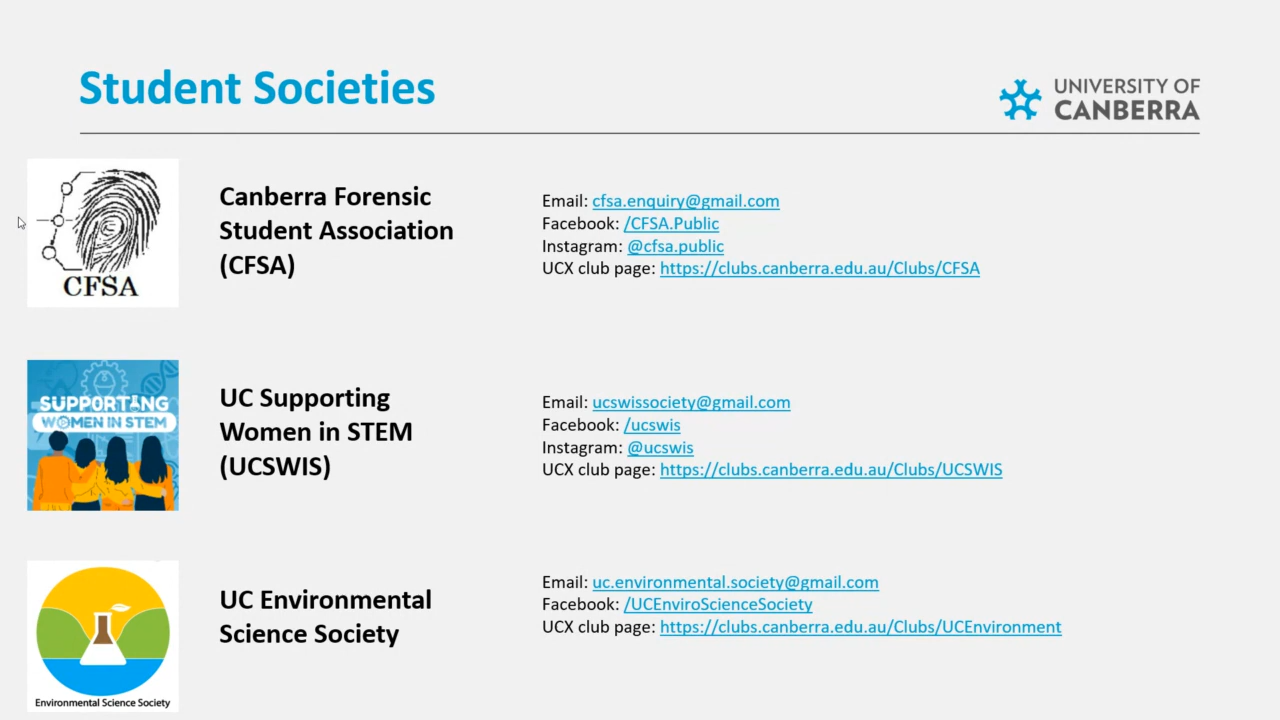 Student Societies
UNIVERSITY OF
CANBERRA
CFSA
Canberra Forensic
Student Association
(CFSA)
Email: cfsa.enquiry@gmail.com
Facebook: /CFSA.Public
Instagram: @cfsa.public
UCX club page: https://clubs.canberra.edu.au/Clubs/CFSA
SUPPORTING
WOMEN IN STEM
UC Supporting
Women in STEM
(UCSWIS)
Email: ucswissociety@gmail.com
Facebook: /ucswis
Instagram: @ucswis
UCX club page: https://clubs.canberra.edu.au/Clubs/UCSWIS
Environmental Science Society
UC Environmental
Science Society
Email: uc.environmental.society@gmail.com
Facebook: /UCEnviroScienceSociety
UCX club page: https://clubs.canberra.edu.au/Clubs/UCEnvironment